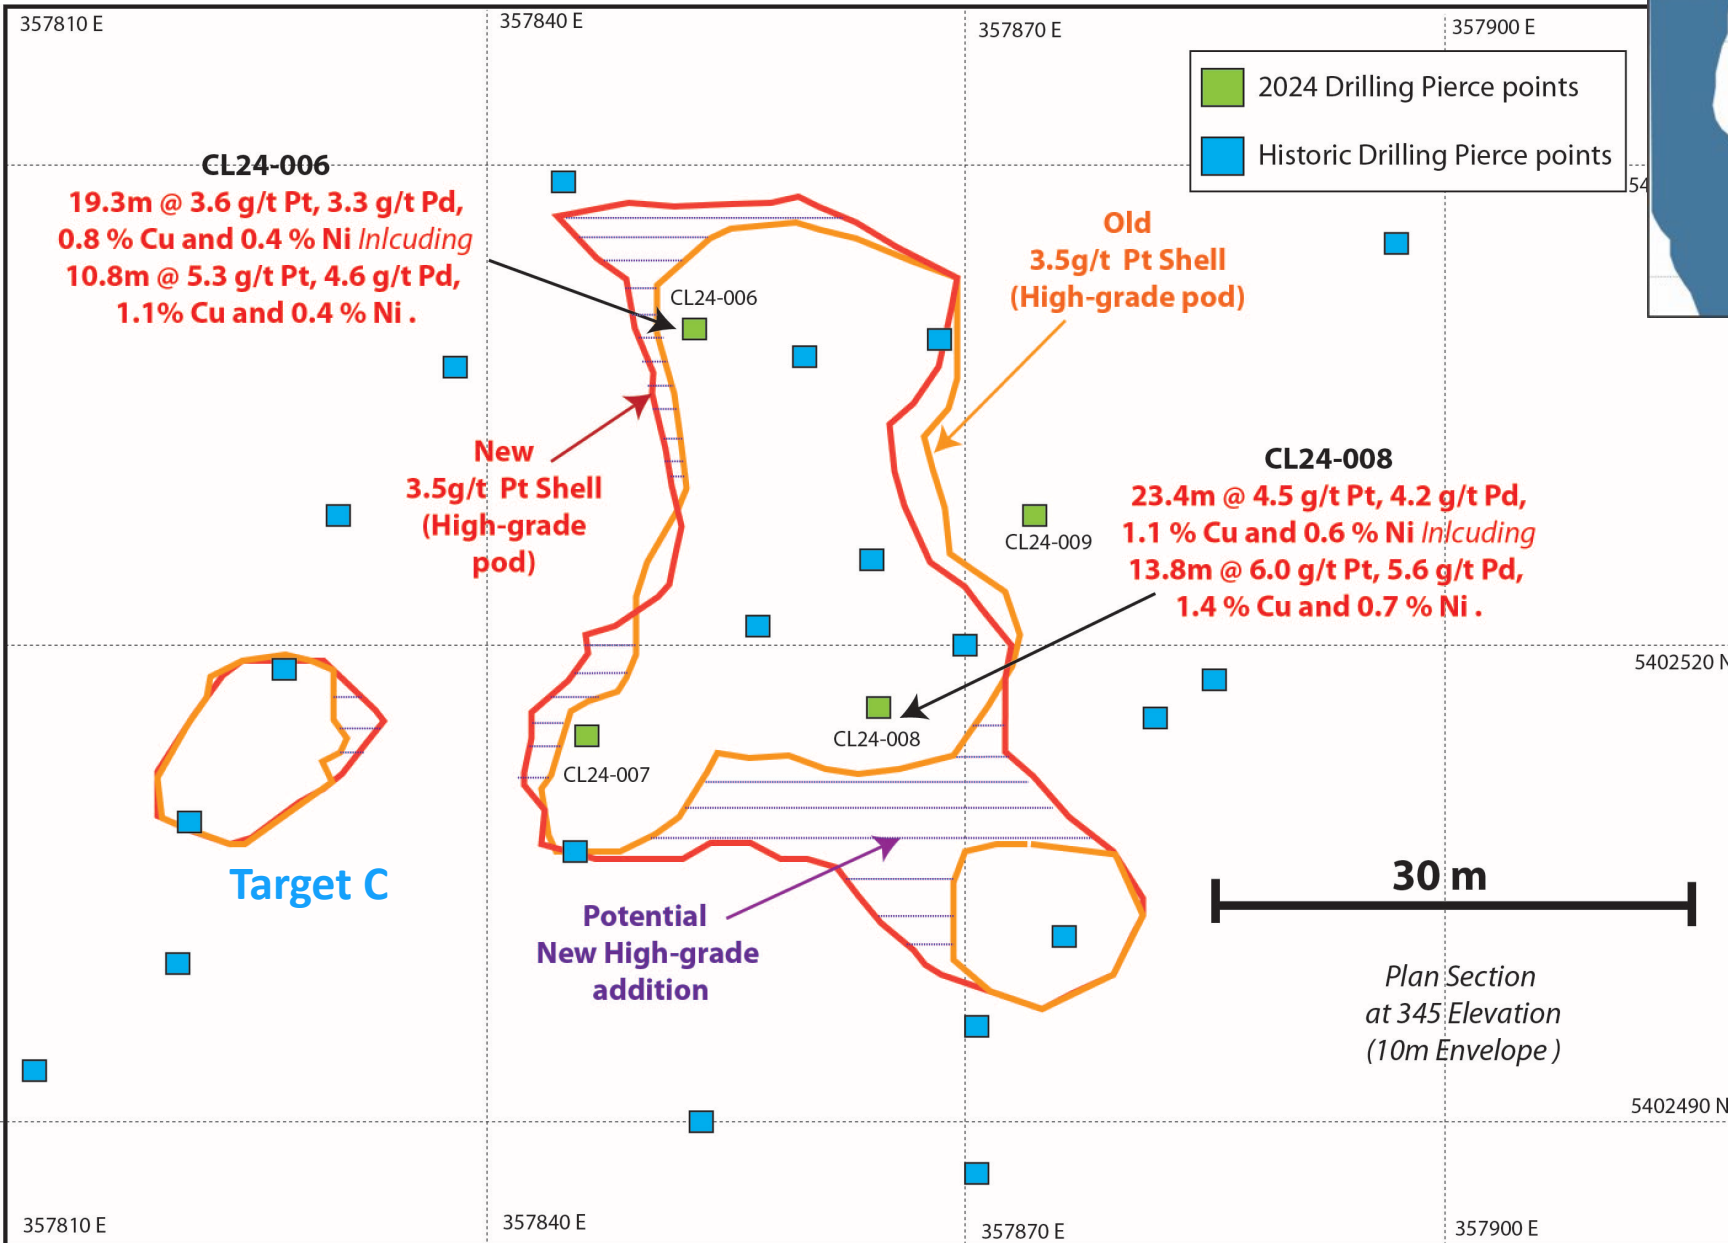 357810 E
357840 E
357870 E
357900 E
2024 Drilling Pierce points
Historic Drilling Pierce points
CL24-006
19.3m @ 3.6 g/t Pt, 3.3 g/t Pd,
0.8 % Cu and 0.4 % Ni Inlcuding
10.8m @ 5.3 g/t Pt, 4.6 g/t Pd,
1.1% Cu and 0.4 % Ni .
54
Old
3.5g/t Pt Shell
(High-grade pod)
CL24-006
New
3.5g/t Pt Shell
(High-grade
pod)
CL24-008
23.4m @ 4.5 g/t Pt, 4.2 g/t Pd,
1.1 % Cu and 0.6 % Ni Inlcuding
13.8m @ 6.0 g/t Pt, 5.6 g/t Pd,
1.4 % Cu and 0.7 % Ni .
CL24-009
5402520 N
CL24-008
CL24-007
Target C
30 m
Potential
New High-grade
addition
Plan Section
at 345 Elevation
(10m Envelope )
5402490 N
357810 E
357840 E
357870 E
357900 E